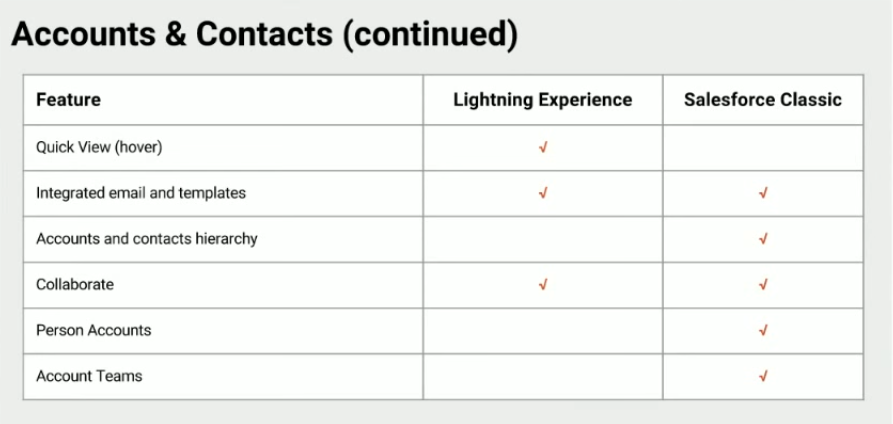 Accounts & Contacts (continued)
Feature Lightning Experience Salesforce Classic
Quick View (hover) √
Integrated email and templates √ √
Accounts and contacts hierarchy √
Collaborate √ √
Person Accounts √
Account Teams √